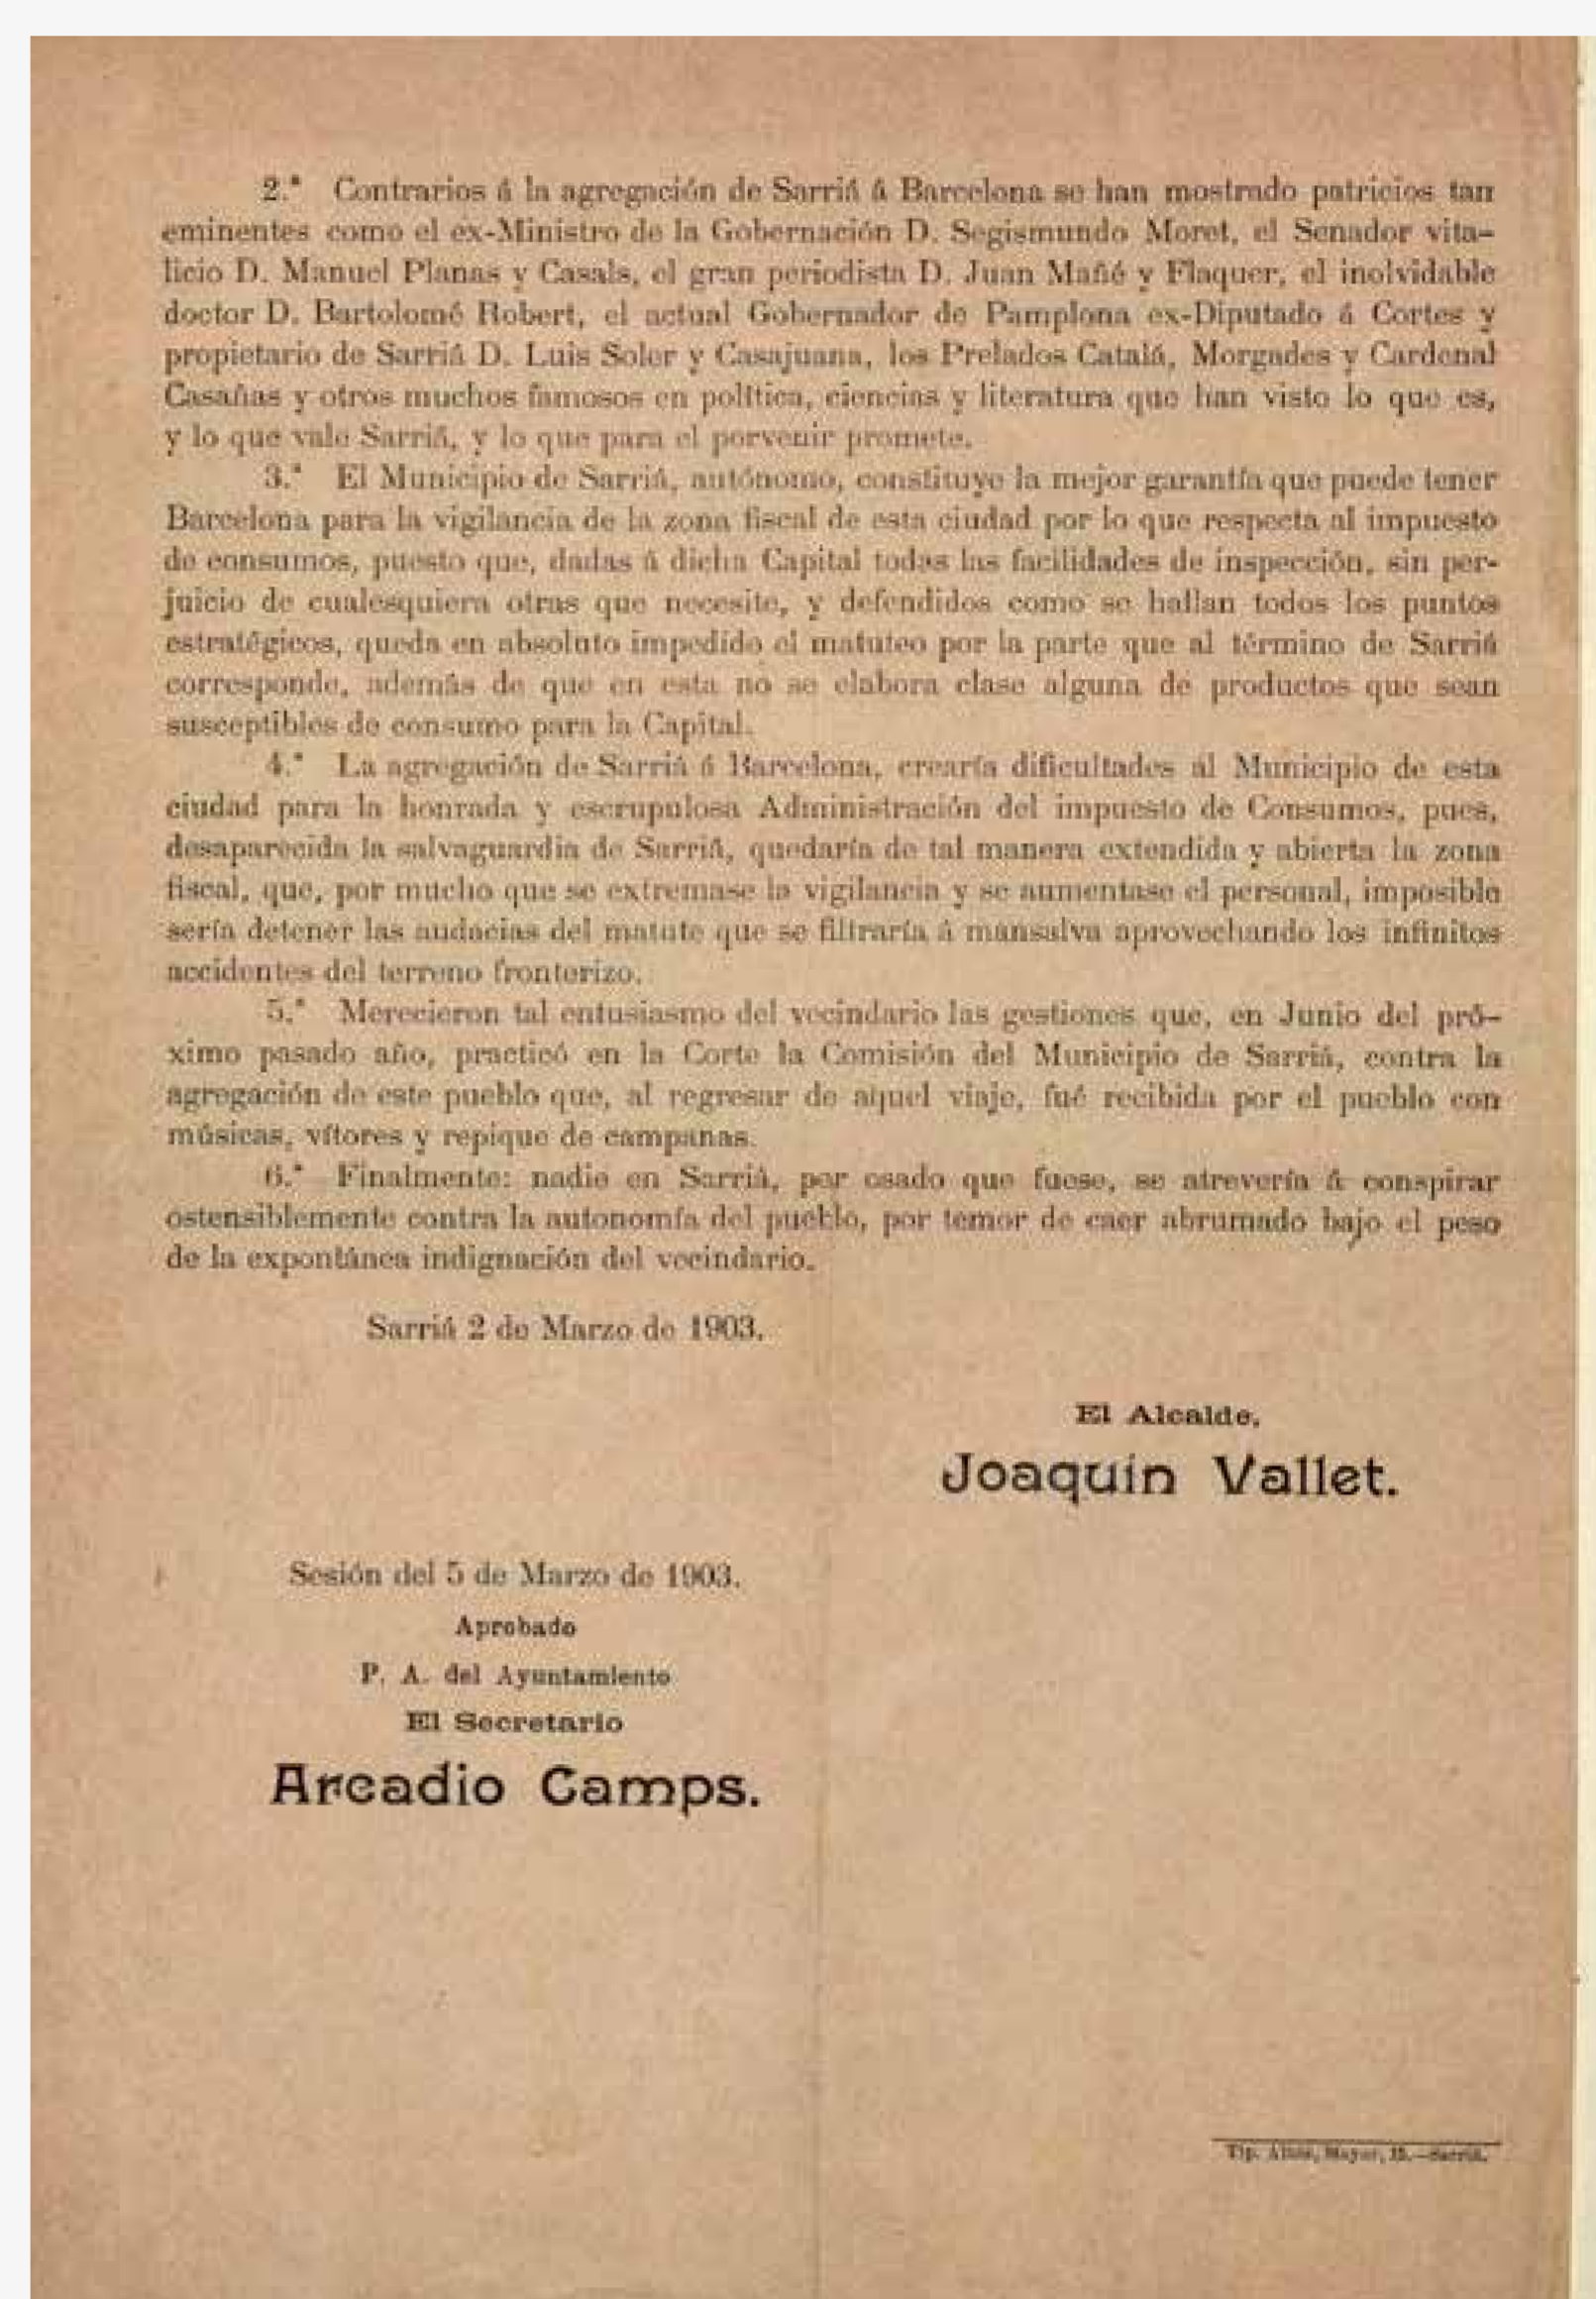 2.ª Contrarios á la agregación de Sarriá á Barcelona se han mostrado patricios tan
eminentes como el ex-Ministro de la Gobernación D. Segismundo Moret, el Senador vita-
licio D. Manuel Planas y Casals, el gran periodista D. Juan Mañé y Flaquer, el inolvidable
doctor D. Bartolomé Robert, el actual Gobernador de Pamplona ex-Diputado á Cortes y
propietario de Sarriá D. Luis Soler y Casajuana, los Prelados Catalá, Morgades y Cardenal
Casañas y otros muchos famosos en política, ciencias y literatura que han visto lo que es,
y lo que vale Sarriá, y lo que para el porvenir promete.
3.ª El Municipio de Sarriá, autónomo, constituye la mejor garantía que puede tener
Barcelona para la vigilancia de la zona fiscal de esta ciudad por lo que respecta al impuesto
de consumos, puesto que, dadas á dicha Capital todas las facilidades de inspección, sin per-
juicio de cualesquiera otras que necesite, y defendidos como se hallan todos los puntos
estratégicos, queda en absoluto impedido el matuteo por la parte que al término de Sarriá
corresponde, además de que en esta no se elabora clase alguna de productos que sean
susceptibles de consumo para la Capital.
4.ª La agregación de Sarriá á Barcelona, crearía dificultades al Municipio de esta
ciudad para la honrada y escrupulosa Administración del impuesto de Consumos, pues,
desaparecida la salvaguardia de Sarriá, quedaría de tal manera extendida y abierta la zona
fiscal, que, por mucho que se extremase la vigilancia y se aumentase el personal, imposible
sería detener las audacias del matute que se filtraría á mansalva aprovechando los infinitos
accidentes del terreno fronterizo.
5.ª Merecieron tal entusiasmo del vecindario las gestiones que, en Junio del pró-
ximo pasado año, practicó en la Corte la Comisión del Municipio de Sarriá, contra la
agregación de este pueblo que, al regresar de aquel viaje, fué recibida por el pueblo con
músicas, vítores y repique de campanas.
6.ª Finalmente: nadie en Sarriá, por osado que fuese, se atrevería á conspirar
ostensiblemente contra la autonomía del pueblo, por temor de caer abrumado bajo el peso
de la expontánea indignación del vecindario.
Sarriá 2 de Marzo de 1903.
El Alcalde,
Joaquín Vallet.
Sesión del 5 de Marzo de 1903.
Aprobado
P. A. del Ayuntamiento
El Secretario
Arcadio Camps.
Tip. Mayor, 15.—Sarriá.